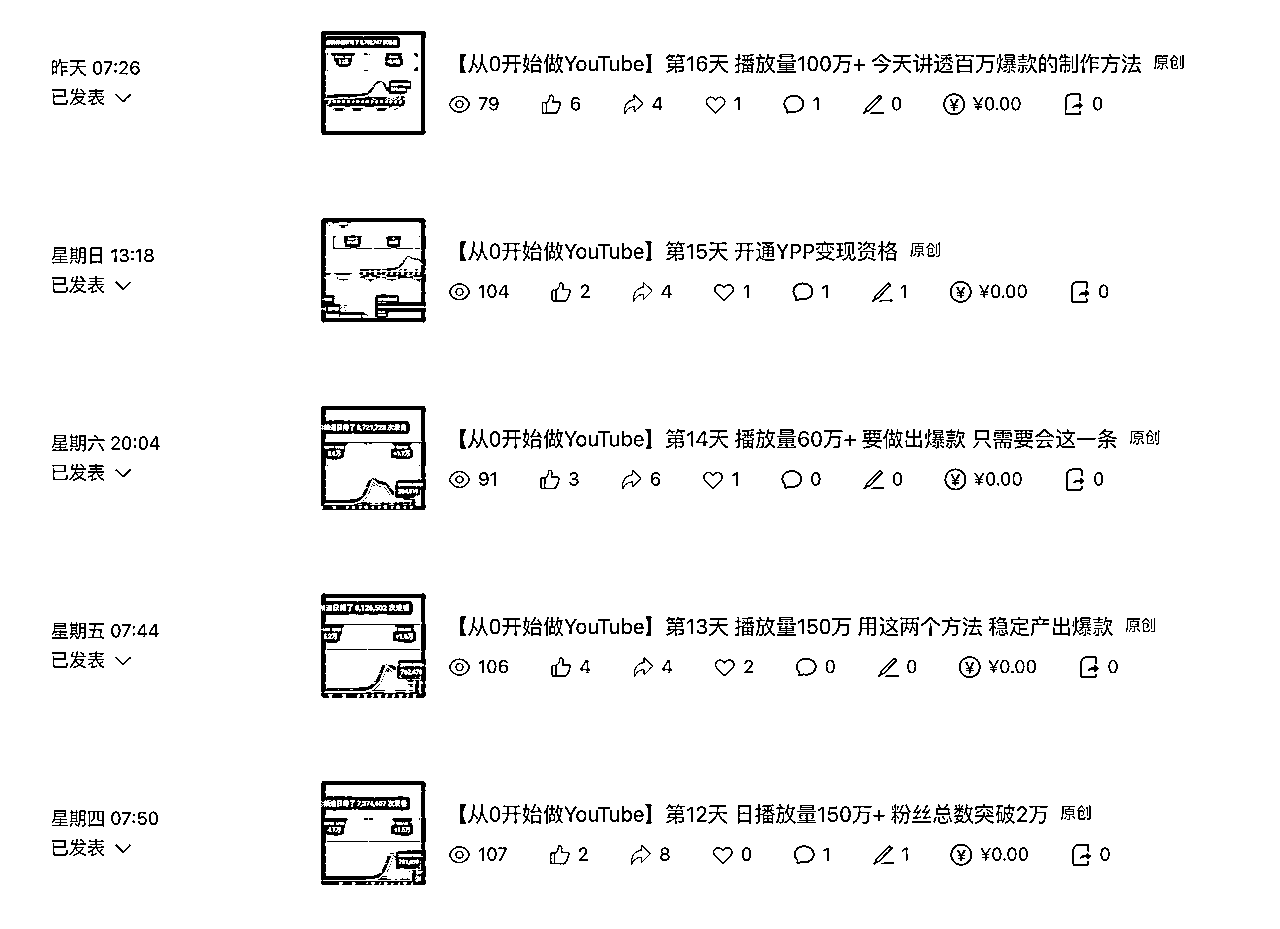 昨天 07:26
已发表
【从0开始做YouTube】第16天 播放量100万+ 今天讲透百万爆款的制作方法 原创
79 6 4 1 1 0 ¥0.00 0
星期日 13:18
已发表
【从0开始做YouTube】第15天 开通YPP变现资格 原创
104 2 4 1 1 1 ¥0.00 0
星期六 20:04
已发表
【从0开始做YouTube】第14天 播放量60万+ 要做出爆款 只需要会这一条 原创
91 3 6 1 0 0 ¥0.00 0
星期五 07:44
已发表
【从0开始做YouTube】第13天 播放量150万 用这两个方法 稳定产出爆款 原创
106 4 4 2 0 0 ¥0.00 0
星期四 07:50
已发表
【从0开始做YouTube】第12天 日播放量150万+ 粉丝总数突破2万 原创
107 2 8 0 1 1 ¥0.00 0